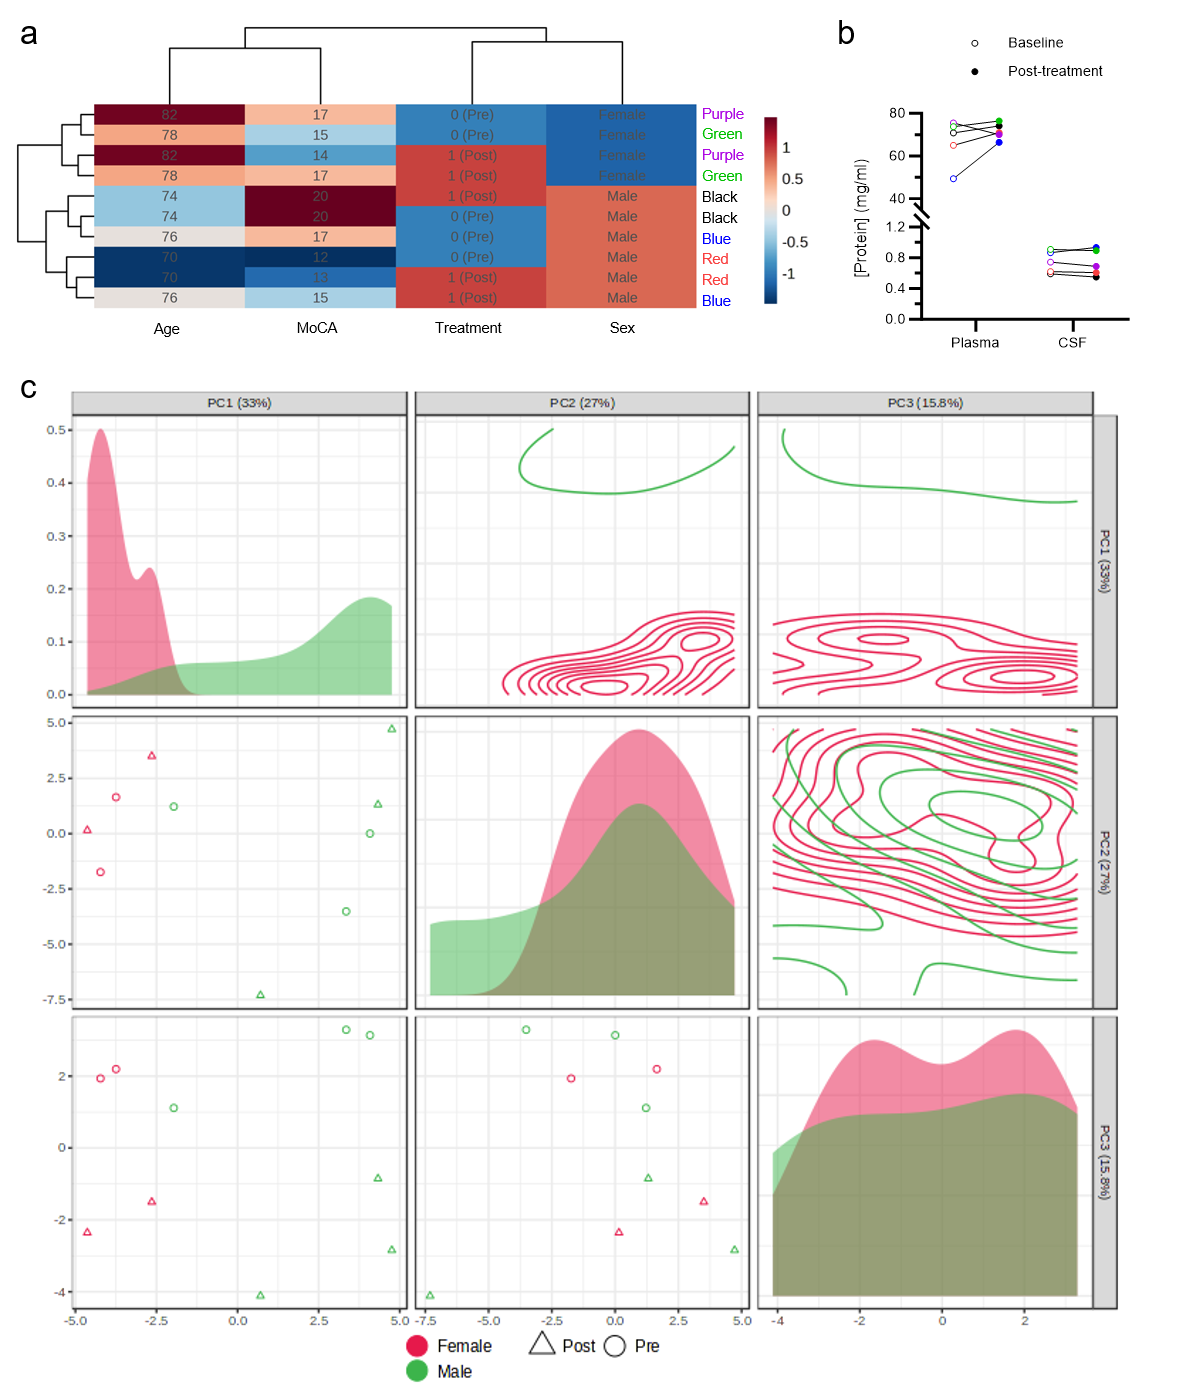 a
82 17 0 (Pre) Female Purple
78 15 0 (Pre) Female Green
82 14 1 (Post) Female Purple
78 17 1 (Post) Female Green
74 20 1 (Post) Male Black
74 20 0 (Pre) Male Black
76 17 0 (Pre) Male Blue
70 12 0 (Pre) Male Red
70 13 1 (Post) Male Red
76 15 1 (Post) Male Blue
Age MoCA Treatment Sex
1
0.5
0
-0.5
-1
b
Baseline
Post-treatment
[Protein] (mg/ml)
80
60
40
1.2
0.8
0.4
0.0
Plasma CSF
c
PC1 (33%) PC2 (27%) PC3 (15.8%)
0.5
0.4
0.3
0.2
0.1
0.0
PC1 (33%)
5.0
2.5
0.0
-2.5
-5.0
-7.5
PC2 (27%)
2
0
-2
-4
PC3 (15.8%)
-5.0 -2.5 0.0 2.5 5.0 -7.5 -5.0 -2.5 0.0 2.5 5.0 -4 -2 0 2
Female Post Pre
Male